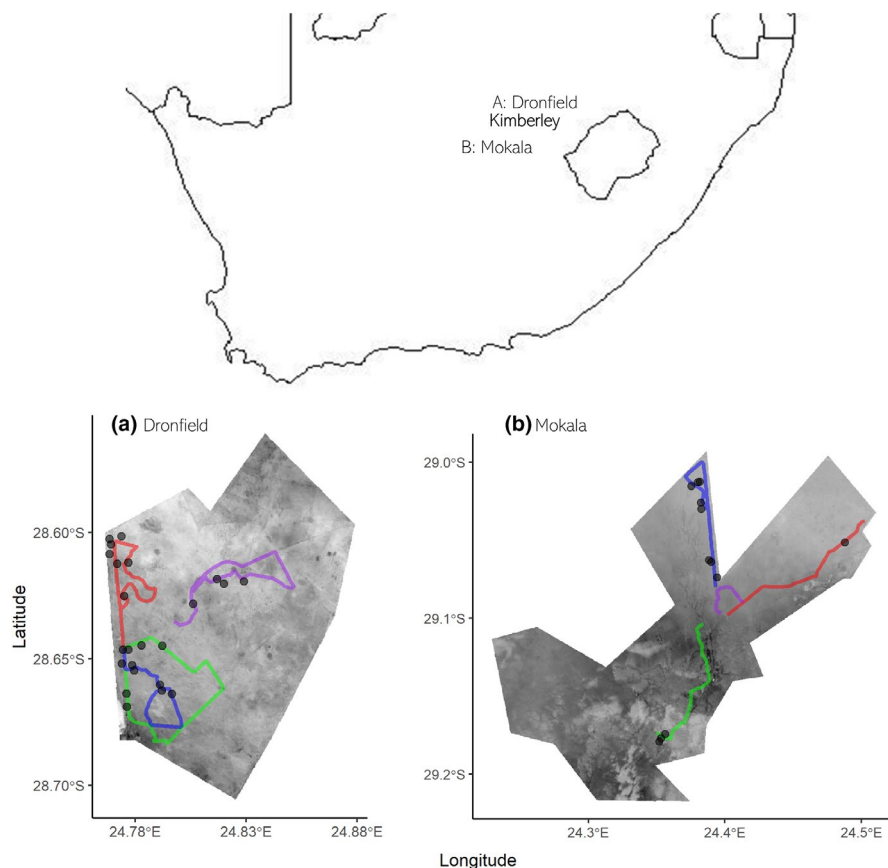 A: Dronfield
Kimberley
B: Mokala
(a) Dronfield
(b) Mokala
Latitude
28.60°S
28.65°S
28.70°S
24.78°E
24.83°E
24.88°E
29.0°S
29.1°S
29.2°S
24.3°E
24.4°E
24.5°E
Longitude